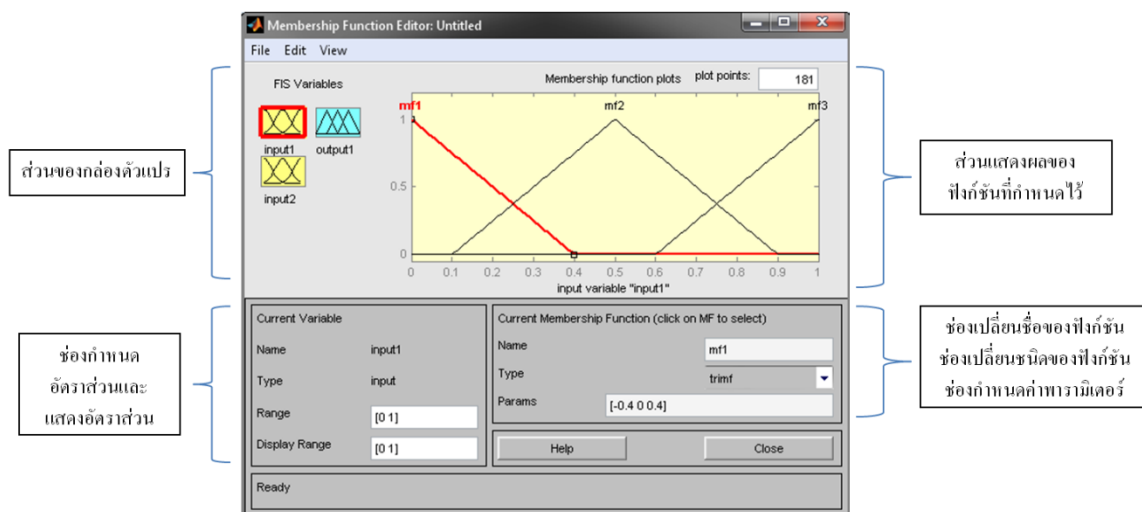 Membership Function Editor: Untitled
File Edit View
FIS Variables
Membership function plots plot points: 181
input1 output1
input2
mf1 mf2 mf3
1
0.5
0
0 0.1 0.2 0.3 0.4 0.5 0.6 0.7 0.8 0.9 1
input variable "input1"
Current Variable
Name input1
Type input
Range [0 1]
Display Range [0 1]
Current Membership Function (click on MF to select)
Name mf1
Type trimf
Params [-0.4 0 0.4]
Help Close
Ready
ส่วนของกล่องตัวแปร
ช่องกำหนด
อัตราส่วนและ
แสดงอัตราส่วน
ส่วนแสดงผลของ
ฟังก์ชันที่กำหนดไว้
ช่องเปลี่ยนชื่อของฟังก์ชัน
ช่องเปลี่ยนชนิดของฟังก์ชัน
ช่องกำหนดค่าพารามิเตอร์